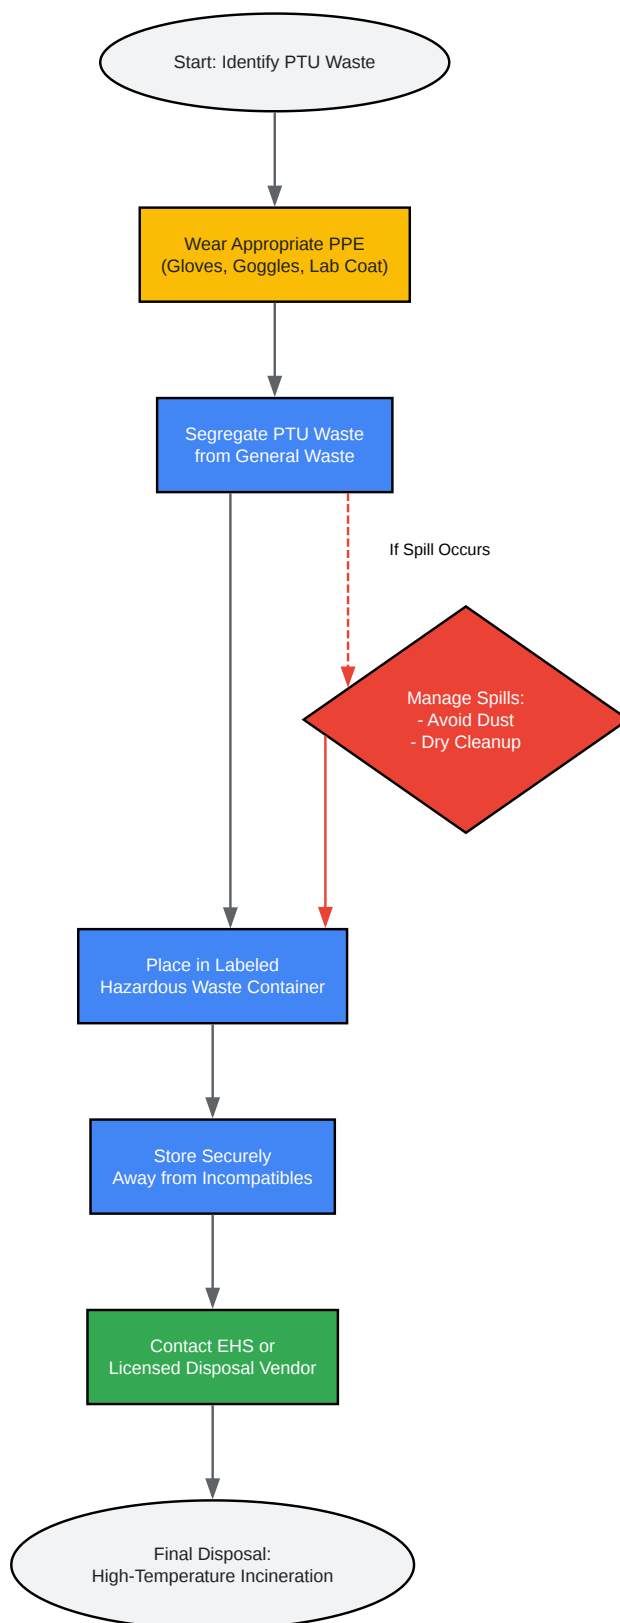 Start: Identify PTU Waste
Wear Appropriate PPE
(Gloves, Goggles, Lab Coat)
Segregate PTU Waste
from General Waste
If Spill Occurs
Manage Spills:
- Avoid Dust
- Dry Cleanup
Place in Labeled
Hazardous Waste Container
Store Securely
Away from Incompatibles
Contact EHS or
Licensed Disposal Vendor
Final Disposal:
High-Temperature Incineration